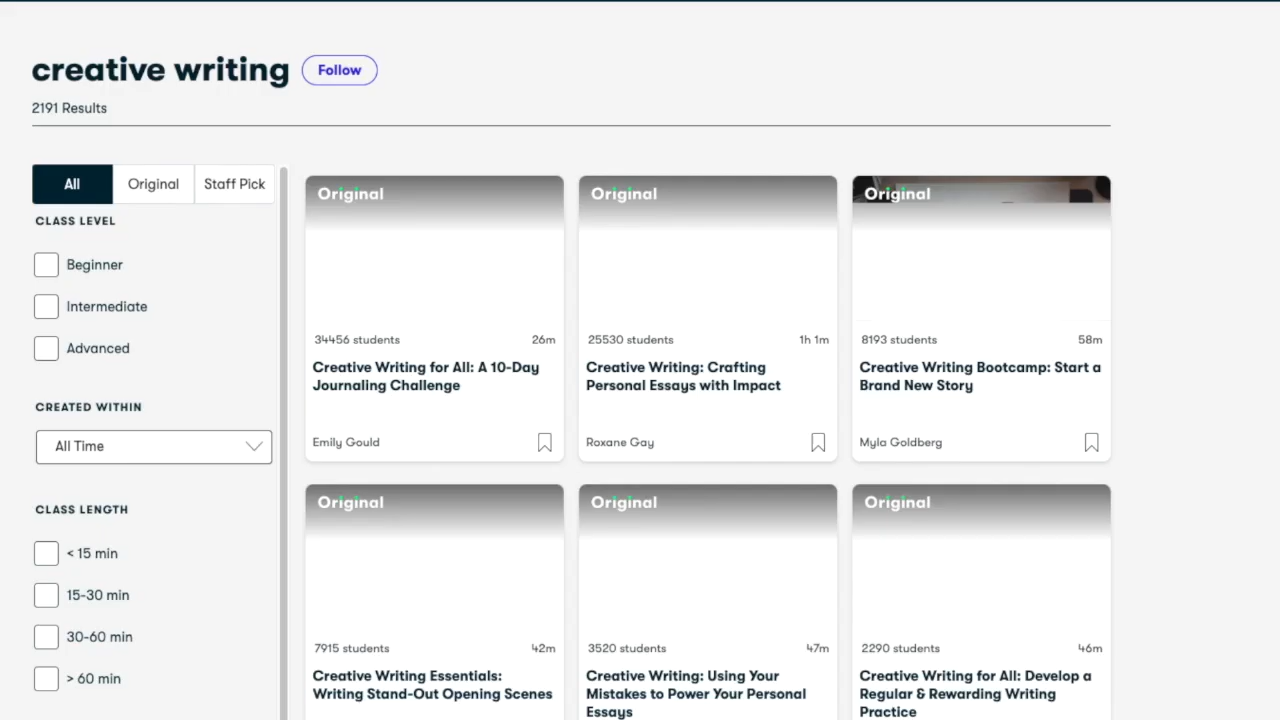 creative writing Follow
2191 Results
All Original Staff Pick
CLASS LEVEL
Beginner
Intermediate
Advanced
CREATED WITHIN
All Time
CLASS LENGTH
< 15 min
15-30 min
30-60 min
> 60 min
Original
34456 students 26m
Creative Writing for All: A 10-Day
Journaling Challenge
Emily Gould
Original
25530 students 1h 1m
Creative Writing: Crafting
Personal Essays with Impact
Roxane Gay
Original
8193 students 58m
Creative Writing Bootcamp: Start a
Brand New Story
Myla Goldberg
Original
7915 students 42m
Creative Writing Essentials:
Writing Stand-Out Opening Scenes
Original
3520 students 47m
Creative Writing: Using Your
Mistakes to Power Your Personal
Essays
Original
2290 students 46m
Creative Writing for All: Develop a
Regular & Rewarding Writing
Practice